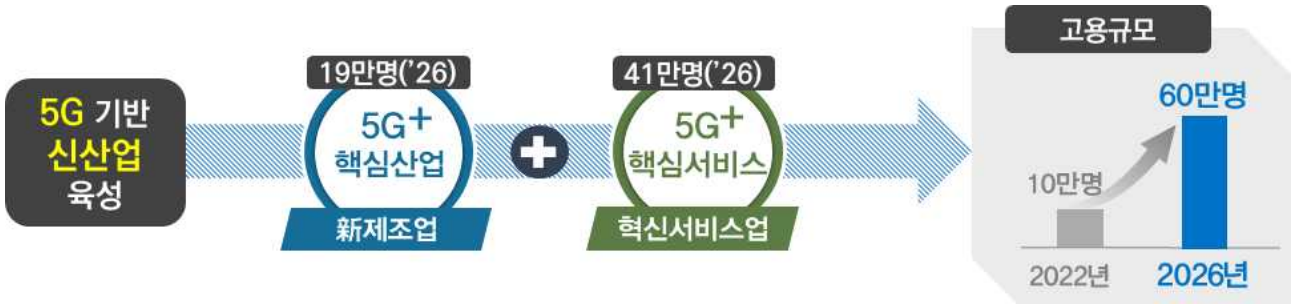 5G 기반
신산업
육성
19만명('26)
5G+
핵심산업
新제조업
+
41만명('26)
5G+
핵심서비스
혁신서비스업
고용규모
60만명
10만명
2022년
2026년